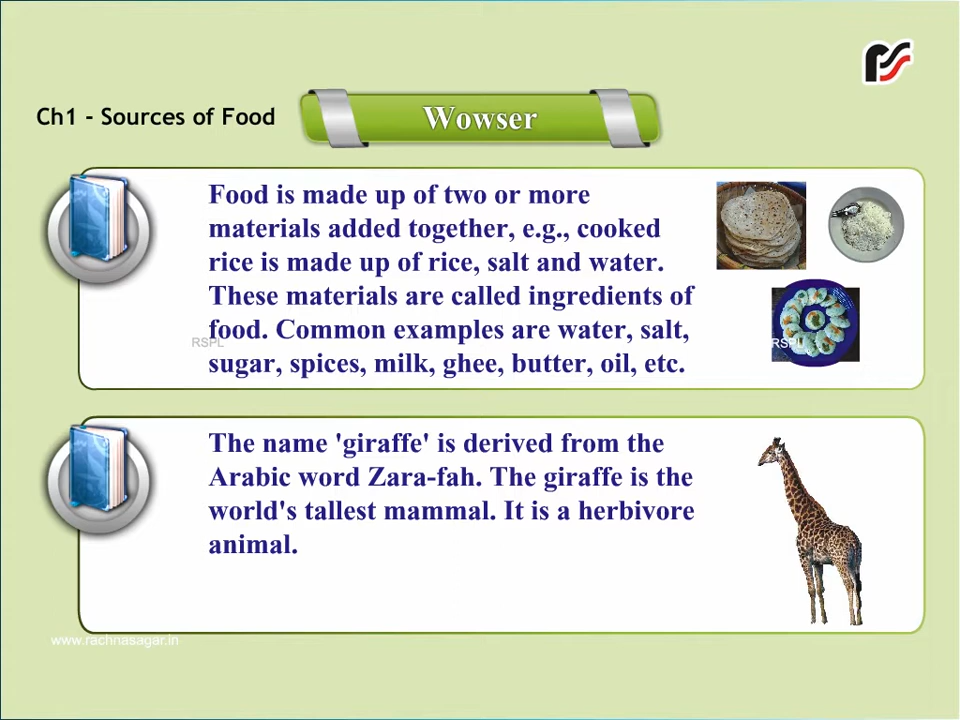 Ch1 - Sources of Food
Wowser
Food is made up of two or more
materials added together, e.g., cooked
rice is made up of rice, salt and water.
These materials are called ingredients of
food. Common examples are water, salt,
sugar, spices, milk, ghee, butter, oil, etc.
RSPL
RSPL
The name 'giraffe' is derived from the
Arabic word Zara-fah. The giraffe is the
world's tallest mammal. It is a herbivore
animal.
www.rachnasagar.in